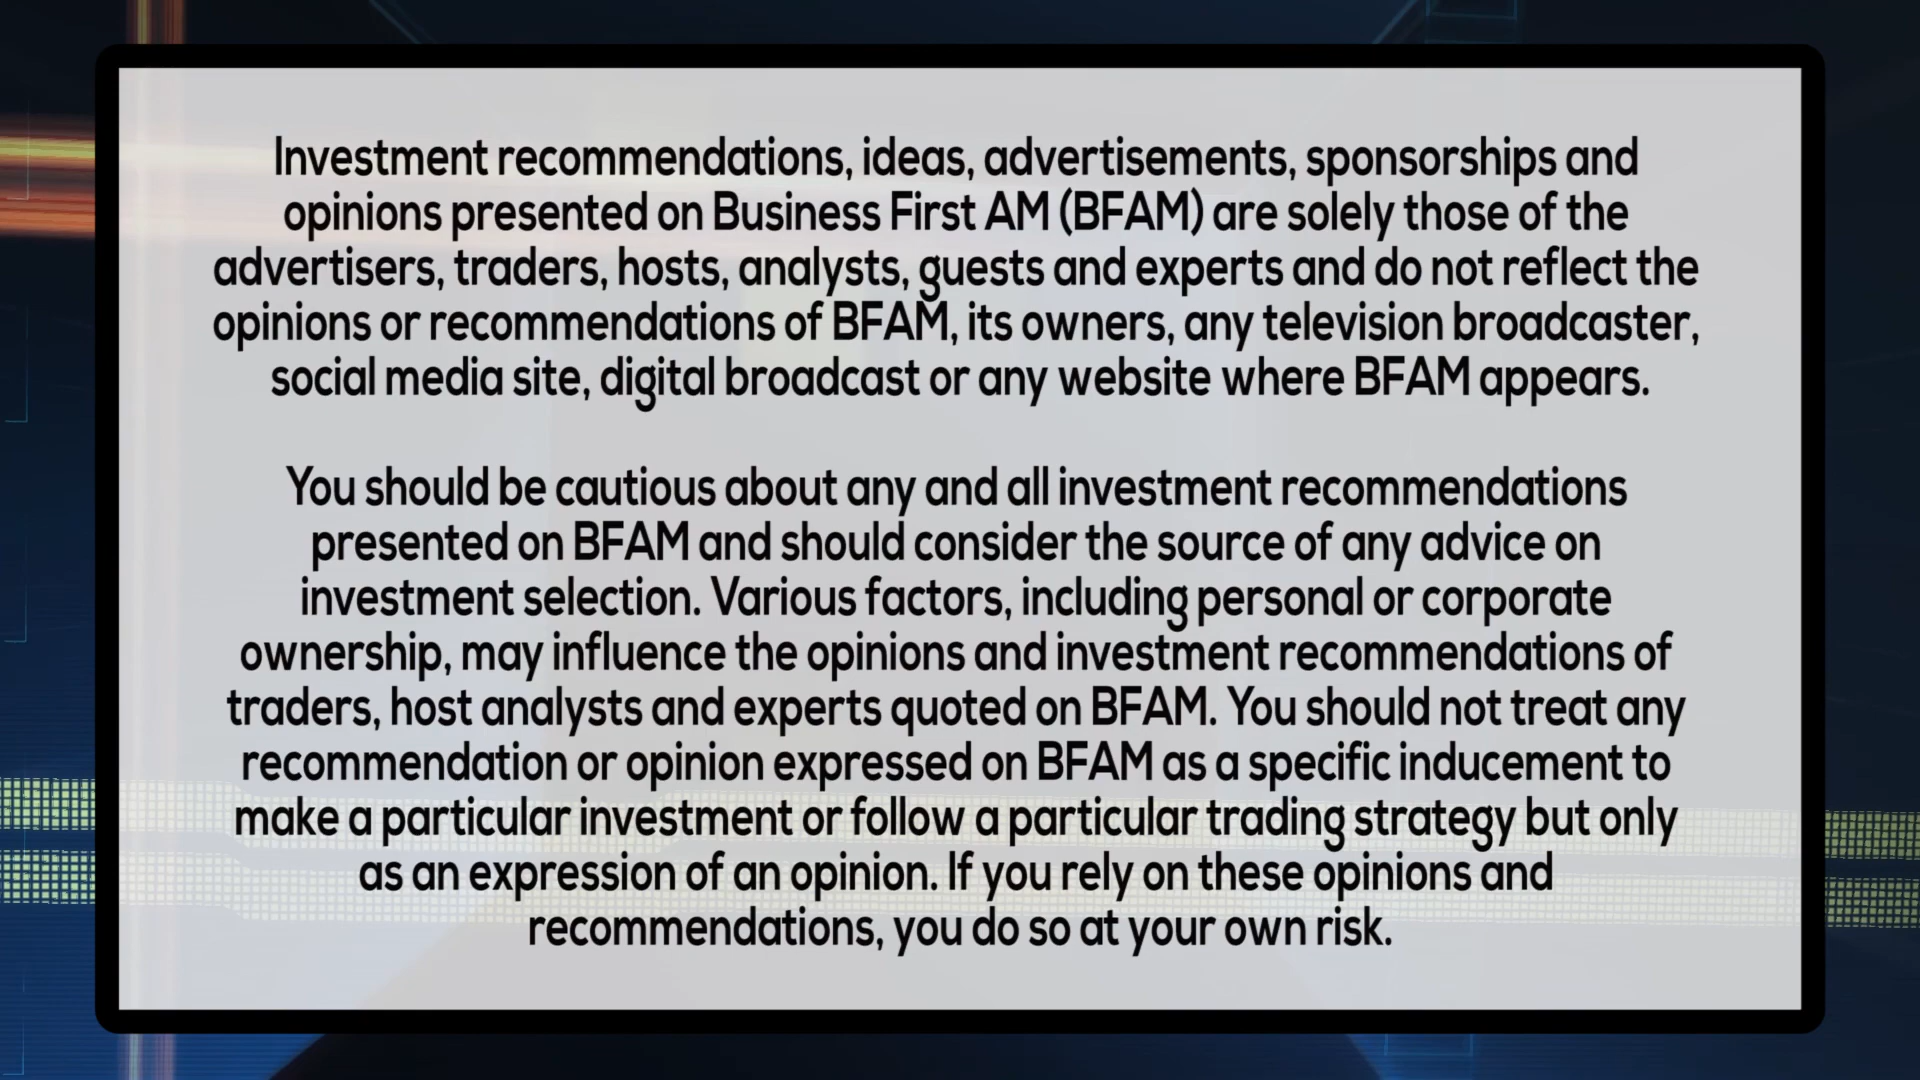 Investment recommendations, ideas, advertisements, sponsorships and
opinions presented on Business First AM (BFAM) are solely those of the
advertisers, traders, hosts, analysts, guests and experts and do not reflect the
opinions or recommendations of BFAM, its owners, any television broadcaster,
social media site, digital broadcast or any website where BFAM appears.
You should be cautious about any and all investment recommendations
presented on BFAM and should consider the source of any advice on
investment selection. Various factors, including personal or corporate
ownership, may influence the opinions and investment recommendations of
traders, host analysts and experts quoted on BFAM. You should not treat any
recommendation or opinion expressed on BFAM as a specific inducement to
make a particular investment or follow a particular trading strategy but only
as an expression of an opinion. If you rely on these opinions and
recommendations, you do so at your own risk.